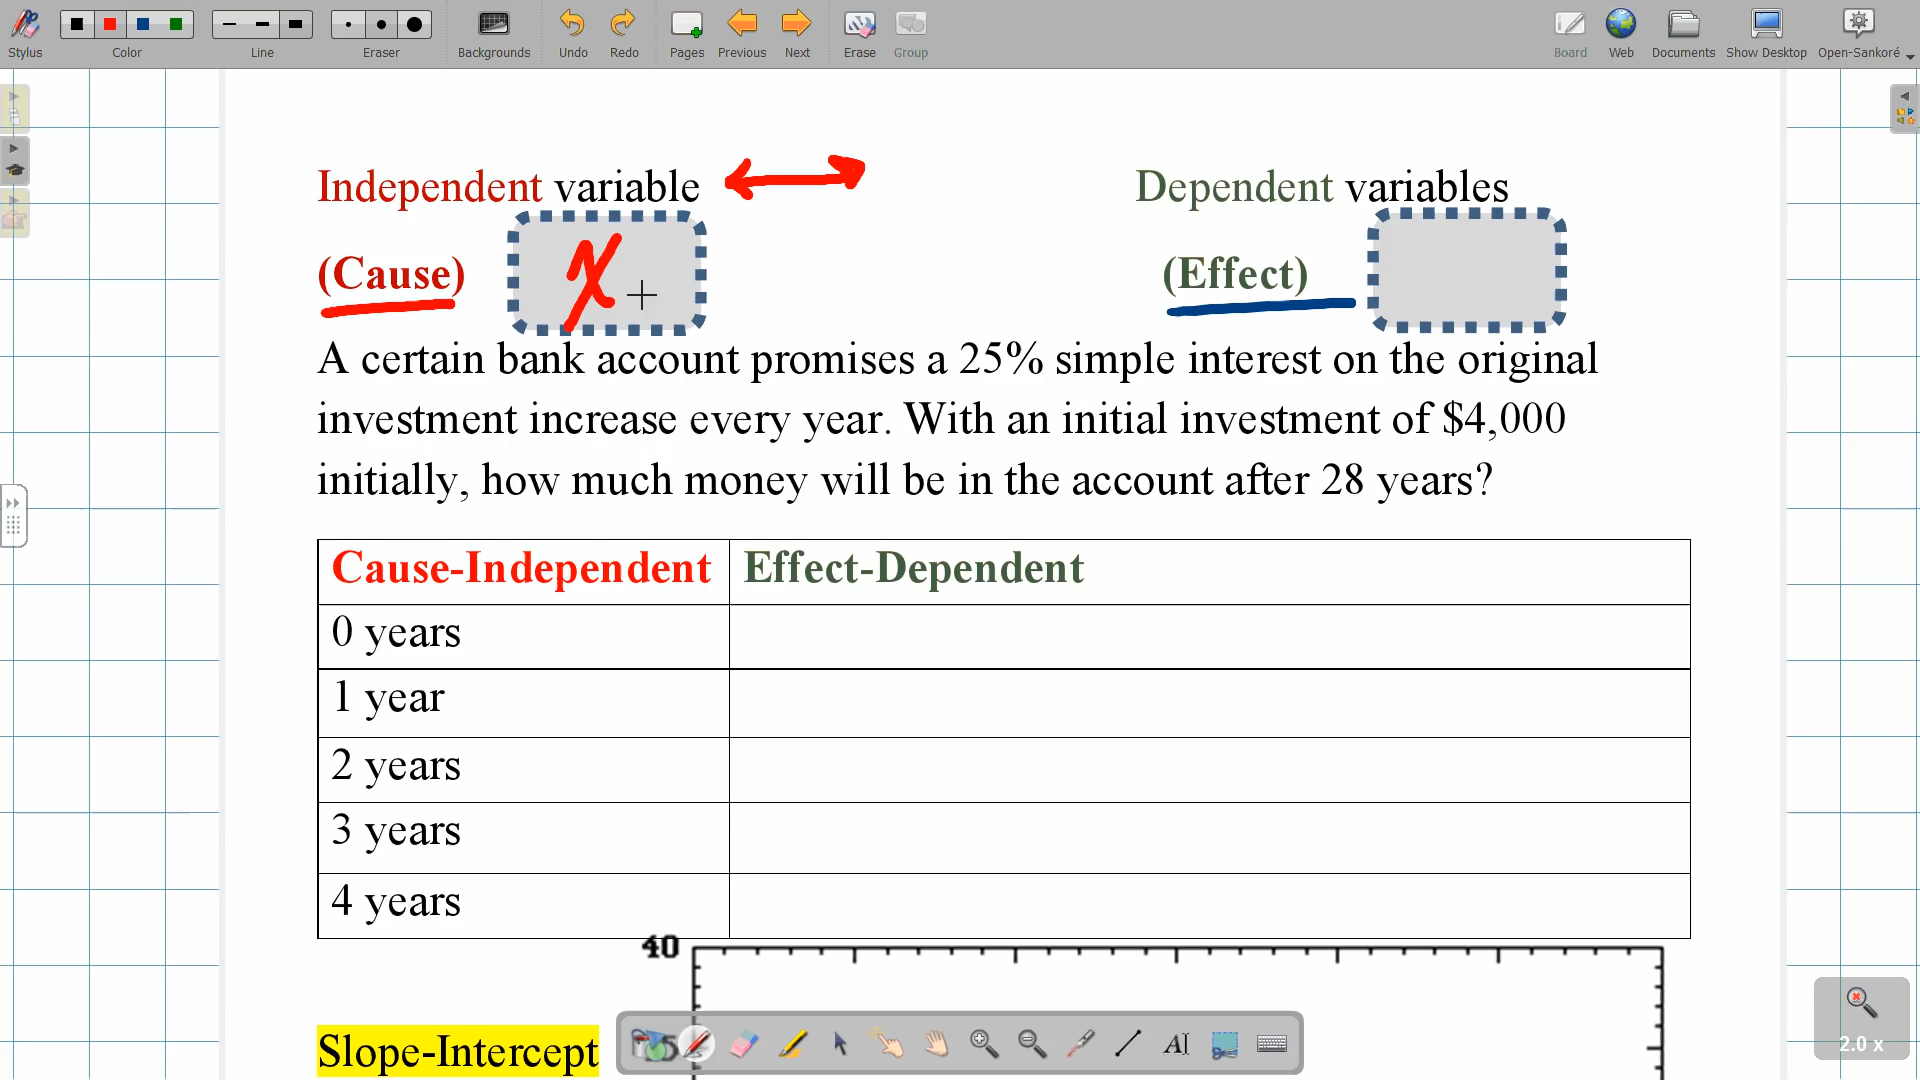 Stylus Color Line Eraser Backgrounds Undo Redo Pages Previous Next Erase Group Board Web Documents Show Desktop Open-Sankoré
Independent variable Dependent variables
(Cause) x (Effect)
A certain bank account promises a 25% simple interest on the original
investment increase every year. With an initial investment of $4,000
initially, how much money will be in the account after 28 years?
Cause-Independent Effect-Dependent
0 years
1 year
2 years
3 years
4 years
40
Slope-Intercept
2.0 x